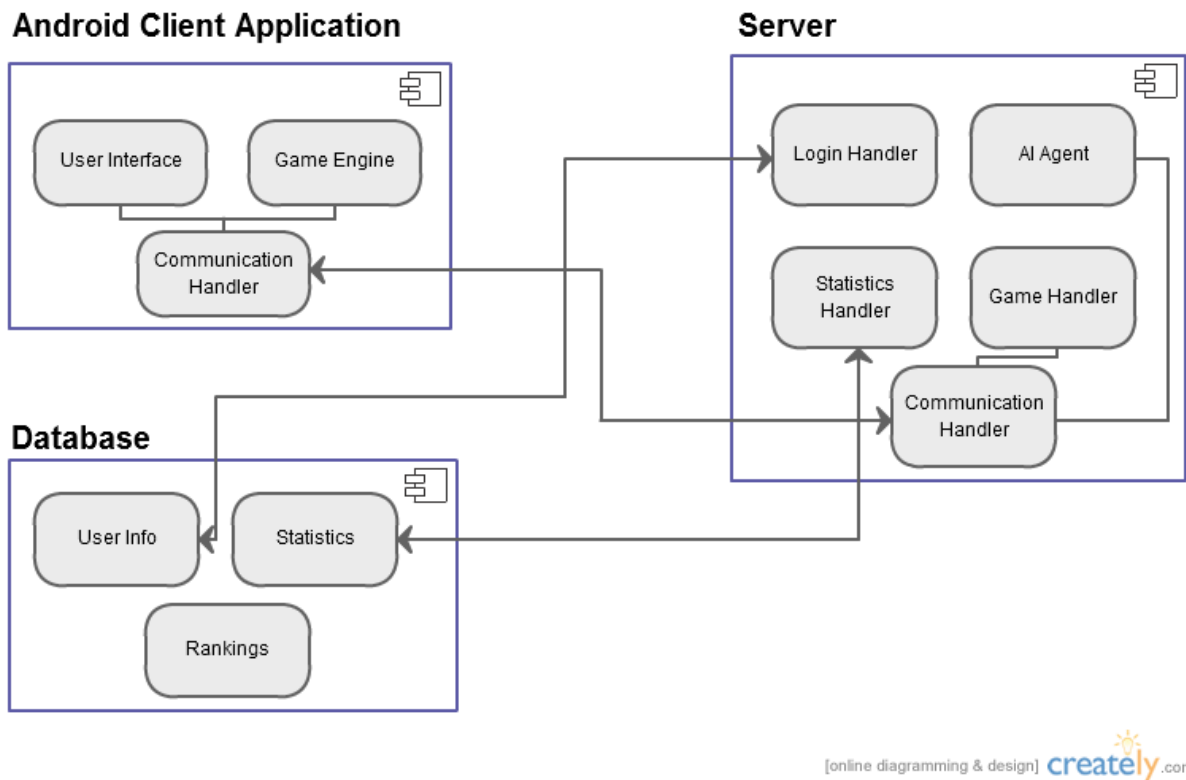 Android Client Application
User Interface
Game Engine
Communication
Handler
Server
Login Handler
AI Agent
Statistics
Handler
Game Handler
Communication
Handler
Database
User Info
Statistics
Rankings
[online diagramming & design] creately.com